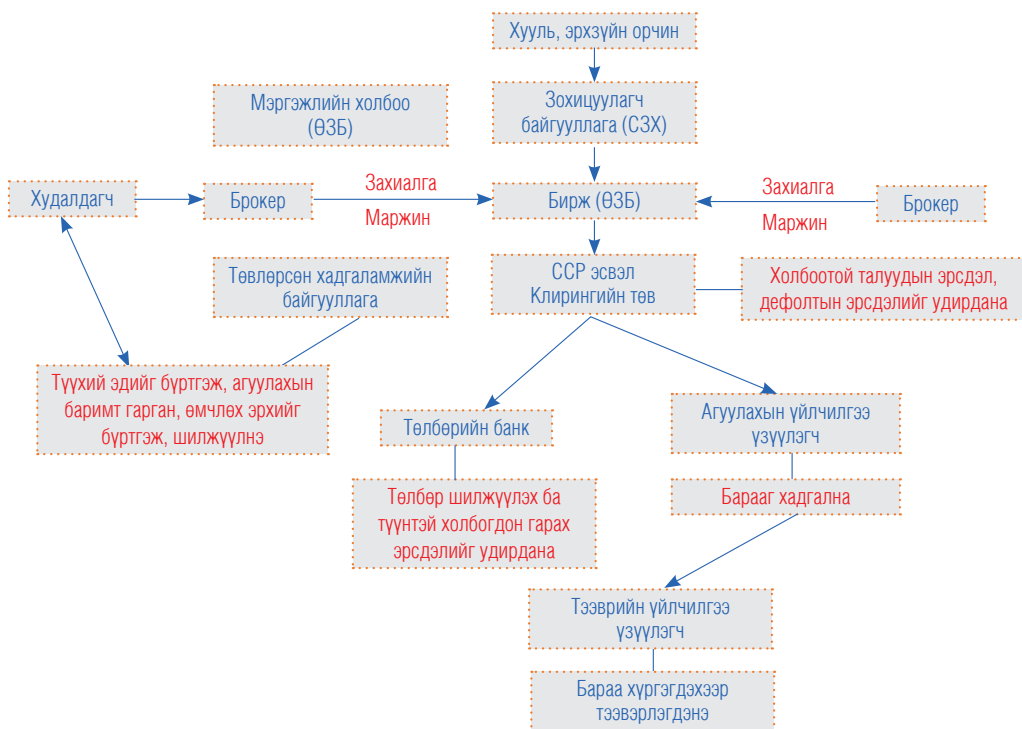 Хууль, эрхзүйн орчин
Мэргэжлийн холбоо
(ӨЗБ)
Зохицуулагч
байгууллага (СЗХ)
Худалдагч
Брокер
Захиалга
Маржин
Бирж (ӨЗБ)
Захиалга
Маржин
Брокер
Төвлөрсөн хадгаламжийн
байгууллага
ССР эсвэл
Клирингийн төв
Холбоотой талуудын эрсдэл,
дефолтын эрсдэлийг удирдана
Түүхий эдийг бүртгэж, агуулахын
баримт гарган, өмчлөх эрхийг
бүртгэж, шилжүүлнэ
Төлбөрийн банк
Агуулахын үйлчилгээ
үзүүлэгч
Төлбөр шилжүүлэх ба
түүнтэй холбогдон гарах
эрсдэлийг удирдана
Барааг хадгална
Тээврийн үйлчилгээ
үзүүлэгч
Бараа хүргэгдэхээр
тээвэрлэгдэнэ